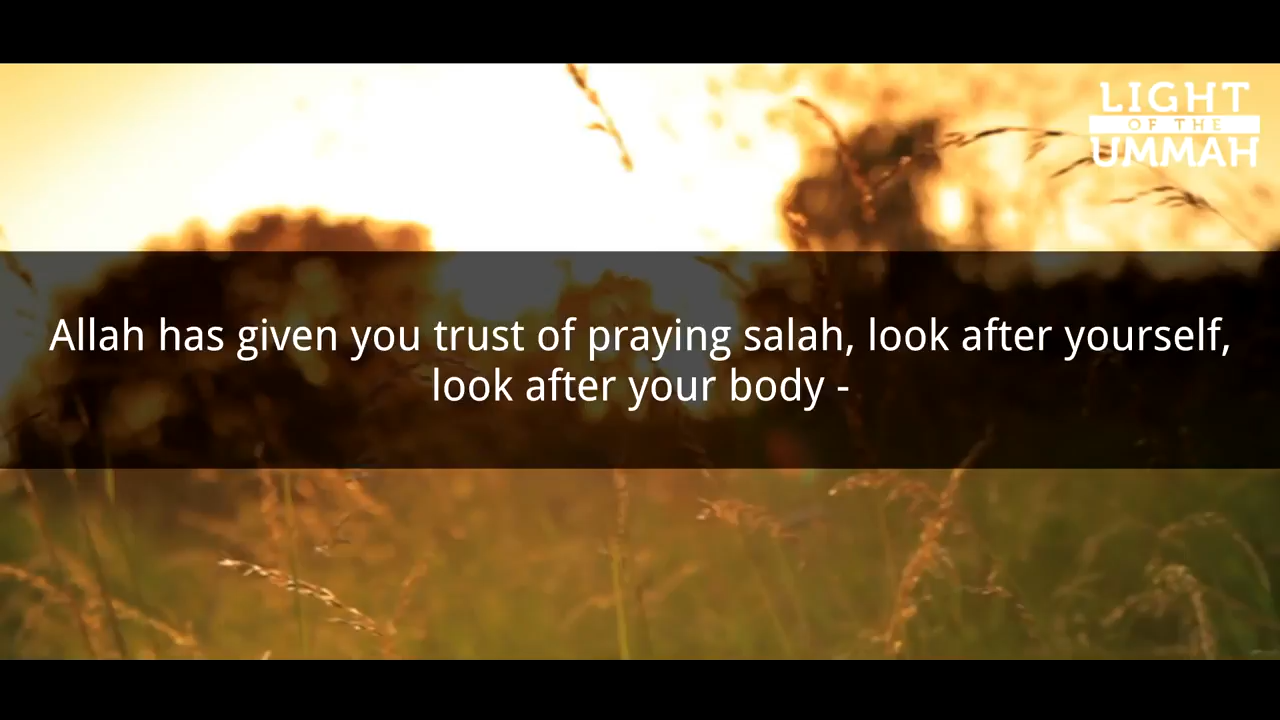 LIGHT
OF THE
UMMAH
Allah has given you trust of praying salah, look after yourself,
look after your body -